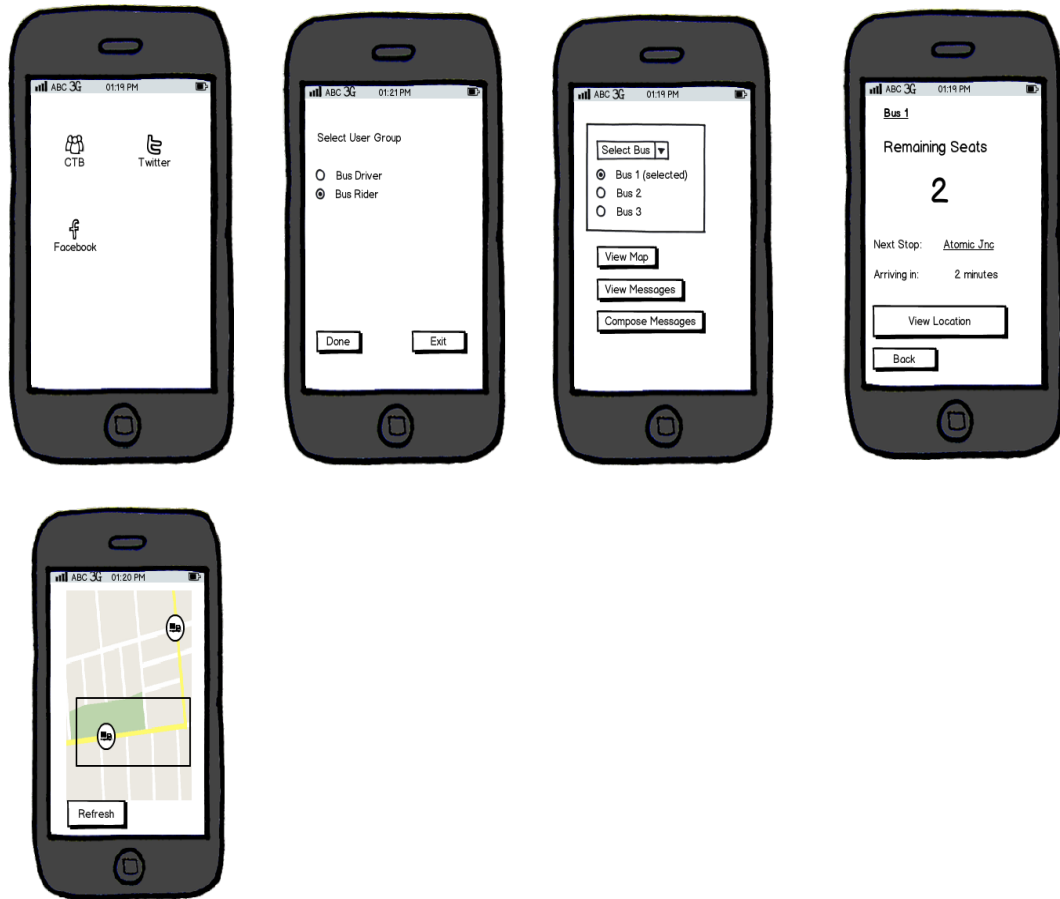 ABC 3G 01:19 PM
CTB
Twitter
Facebook
ABC 3G 01:21 PM
Select User Group
Bus Driver
Bus Rider
Done
Exit
ABC 3G 01:19 PM
Select Bus
Bus 1 (selected)
Bus 2
Bus 3
View Map
View Messages
Compose Messages
ABC 3G 01:19 PM
Bus 1
Remaining Seats
2
Next Stop: Atomic Jnc
Arriving in: 2 minutes
View Location
Back
ABC 3G 01:20 PM
Refresh